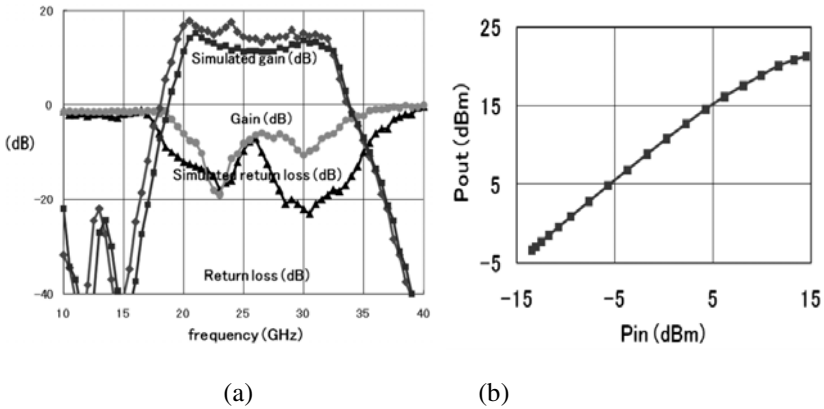 20
0
(dB)
-20
-40
10 15 20 25 30 35 40
frequency (GHz)
Simulated gain (dB)
Gain (dB)
Simulated return loss (dB)
Return loss (dB)
(a)
25
15
5
-5
Pout (dBm)
-15 -5 5 15
Pin (dBm)
(b)